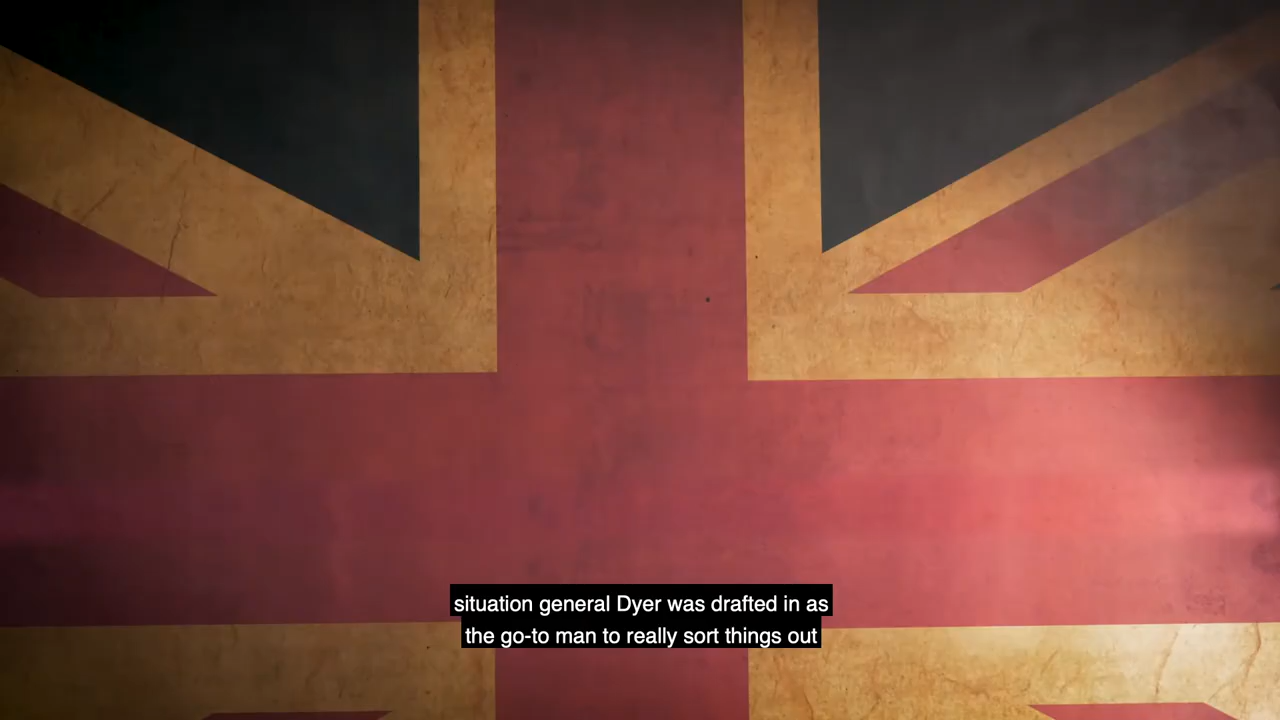 situation general Dyer was drafted in as
the go-to man to really sort things out